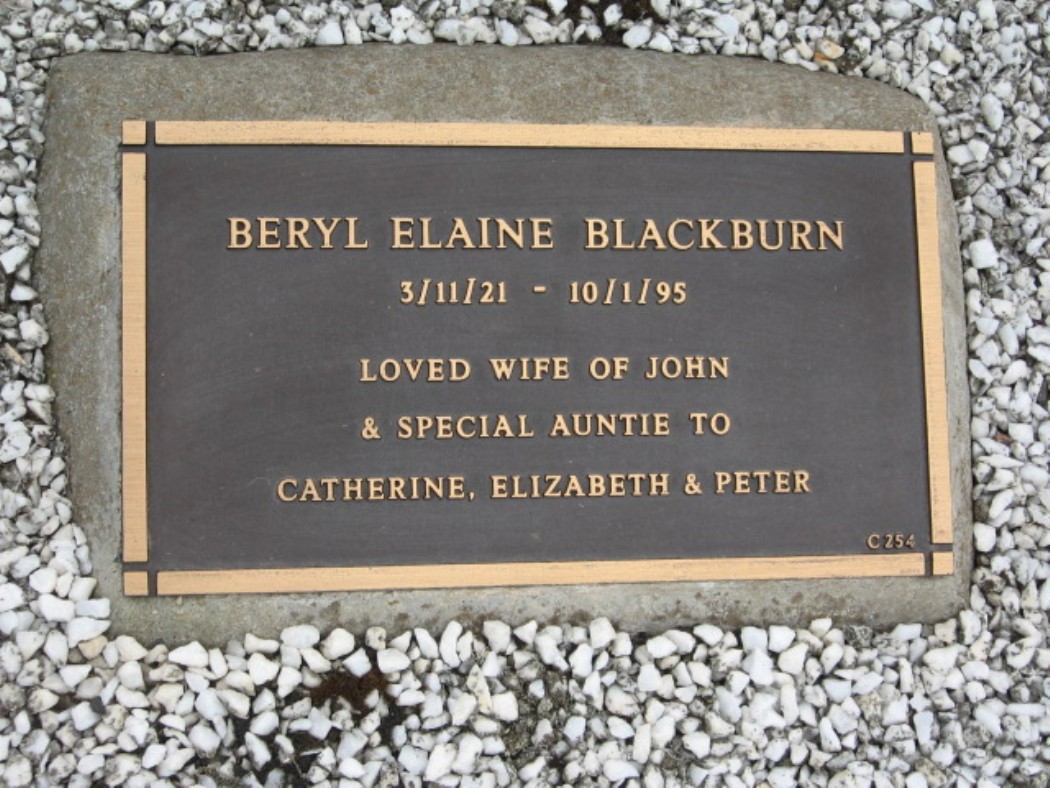 BERYL ELAINE BLACKBURN
3/11/21 - 10/1/95
LOVED WIFE OF JOHN
& SPECIAL AUNTIE TO
CATHERINE, ELIZABETH & PETER
C 254